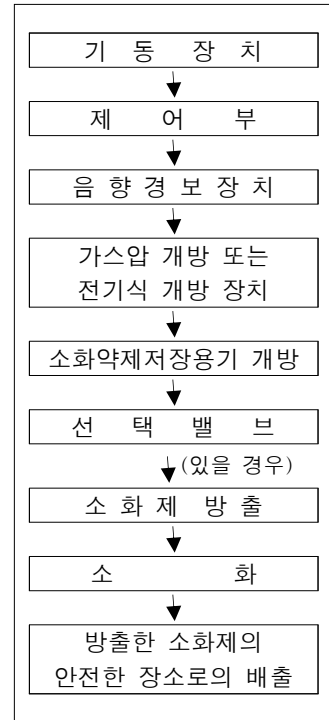 기 동 장 치
제 어 부
음 향 경 보 장 치
가스압 개방 또는
전기식 개방 장치
소화약제저장용기 개방
선 택 밸 브
(있을 경우)
소 화 제 방 출
소 화
방출한 소화제의
안전한 장소로의 배출